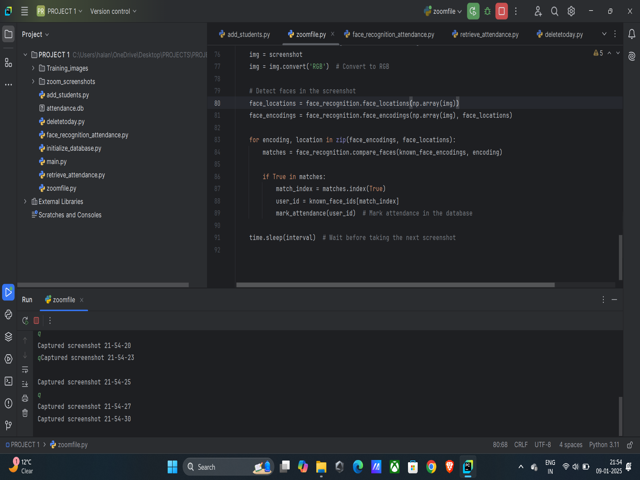 PR PROJECT 1
Version control
zoomfile
add_students.py
zoomfile.py
face_recognition_attendance.py
retrieve_attendance.py
deletetoday.py
Project
PROJECT 1
Training_images
zoom_screenshots
add_students.py
attendance.db
deletetoday.py
face_recognition_attendance.py
initialize_database.py
main.py
retrieve_attendance.py
zoomfile.py
External Libraries
Scratches and Consoles
5
76 img = screenshot
77 img = img.convert('RGB') # Convert to RGB
78
79 # Detect faces in the screenshot
80 face_locations = face_recognition.face_locations(np.array(img))
81 face_encodings = face_recognition.face_encodings(np.array(img), face_locations)
82
83 for encoding, location in zip(face_encodings, face_locations):
84 matches = face_recognition.compare_faces(known_face_encodings, encoding)
85
86 if True in matches:
87 match_index = matches.index(True)
88 user_id = known_face_ids[match_index]
89 mark_attendance(user_id) # Mark attendance in the database
90
91 time.sleep(interval) # Wait before taking the next screenshot
92
Run
zoomfile
q
Captured screenshot 21-54-20
qCaptured screenshot 21-54-23
Captured screenshot 21-54-25
q
Captured screenshot 21-54-27
Captured screenshot 21-54-30
PROJECT 1
zoomfile.py
80:68
CRLF
UTF-8
4 spaces
Python 3.11
12°C
Clear
Search
ENG
IN
21:54
09-01-2025